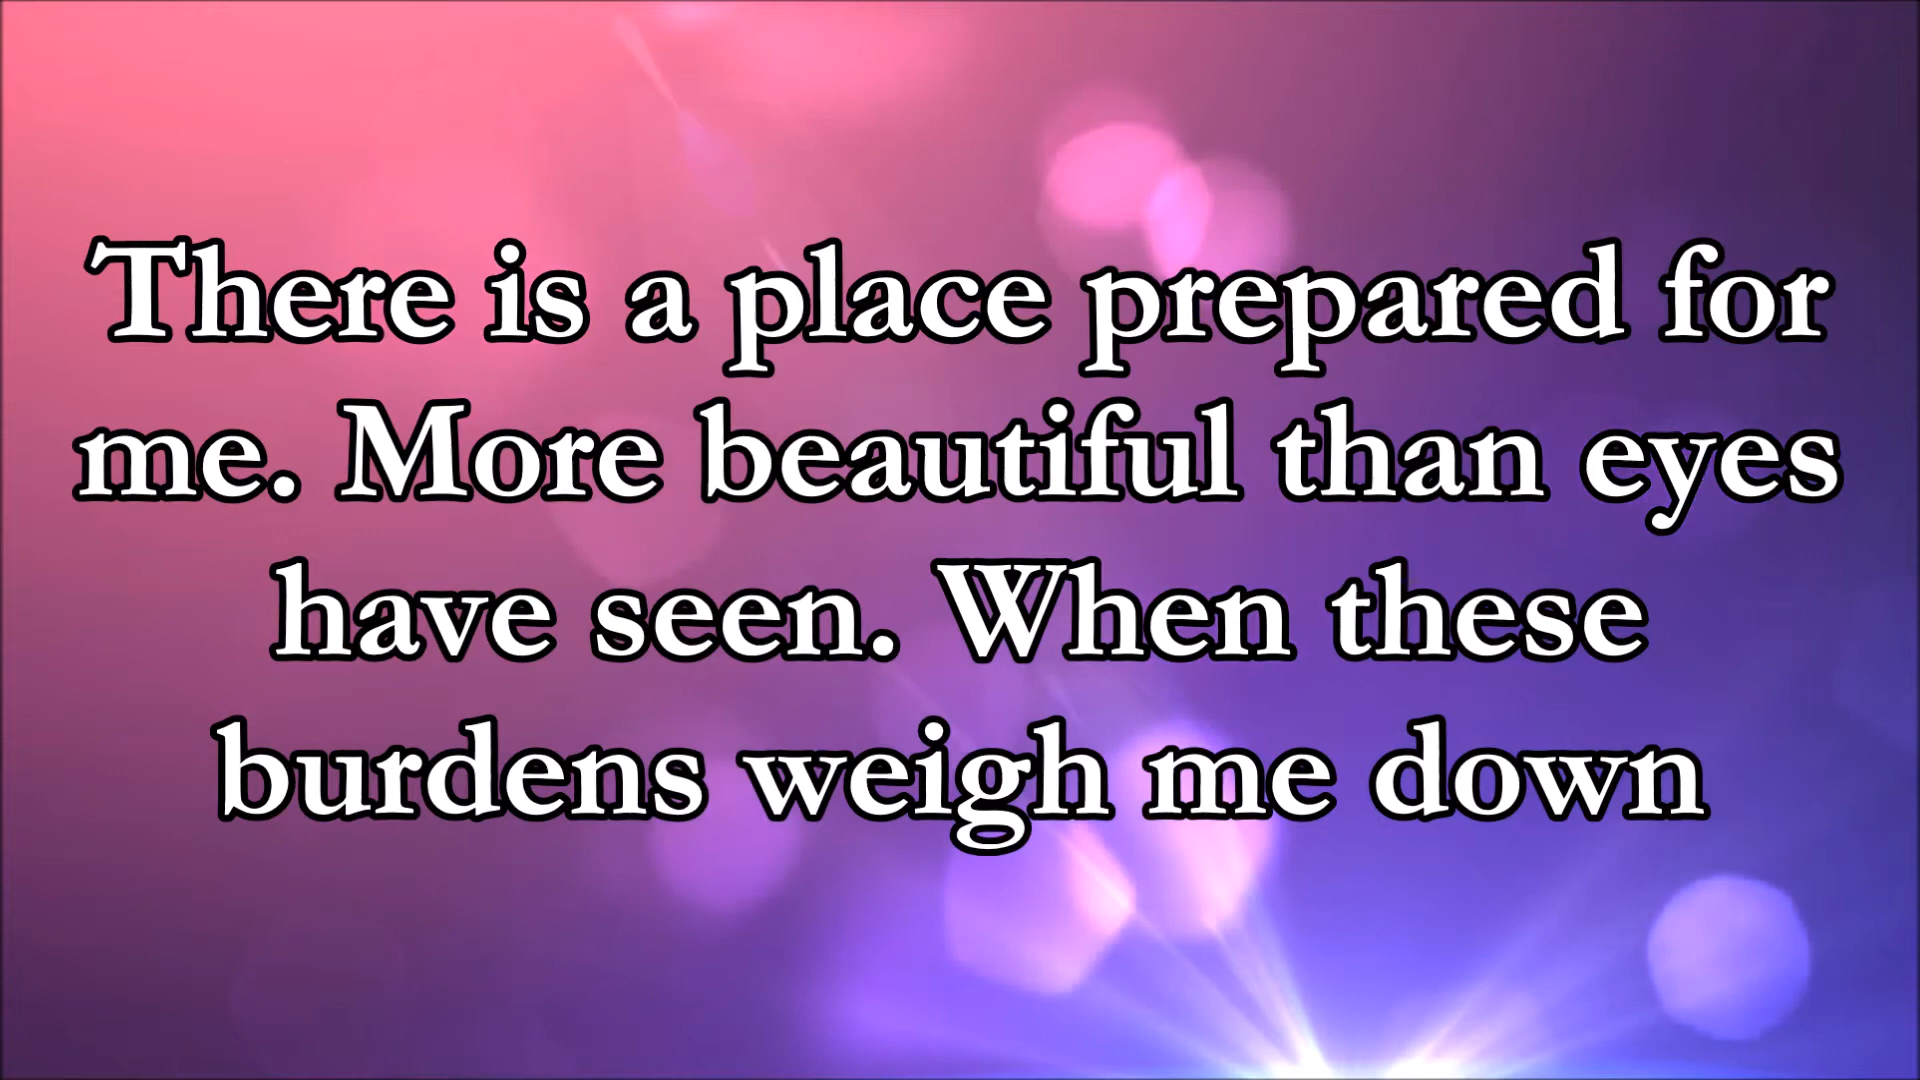 There is a place prepared for
me. More beautiful than eyes
have seen. When these
burdens weigh me down